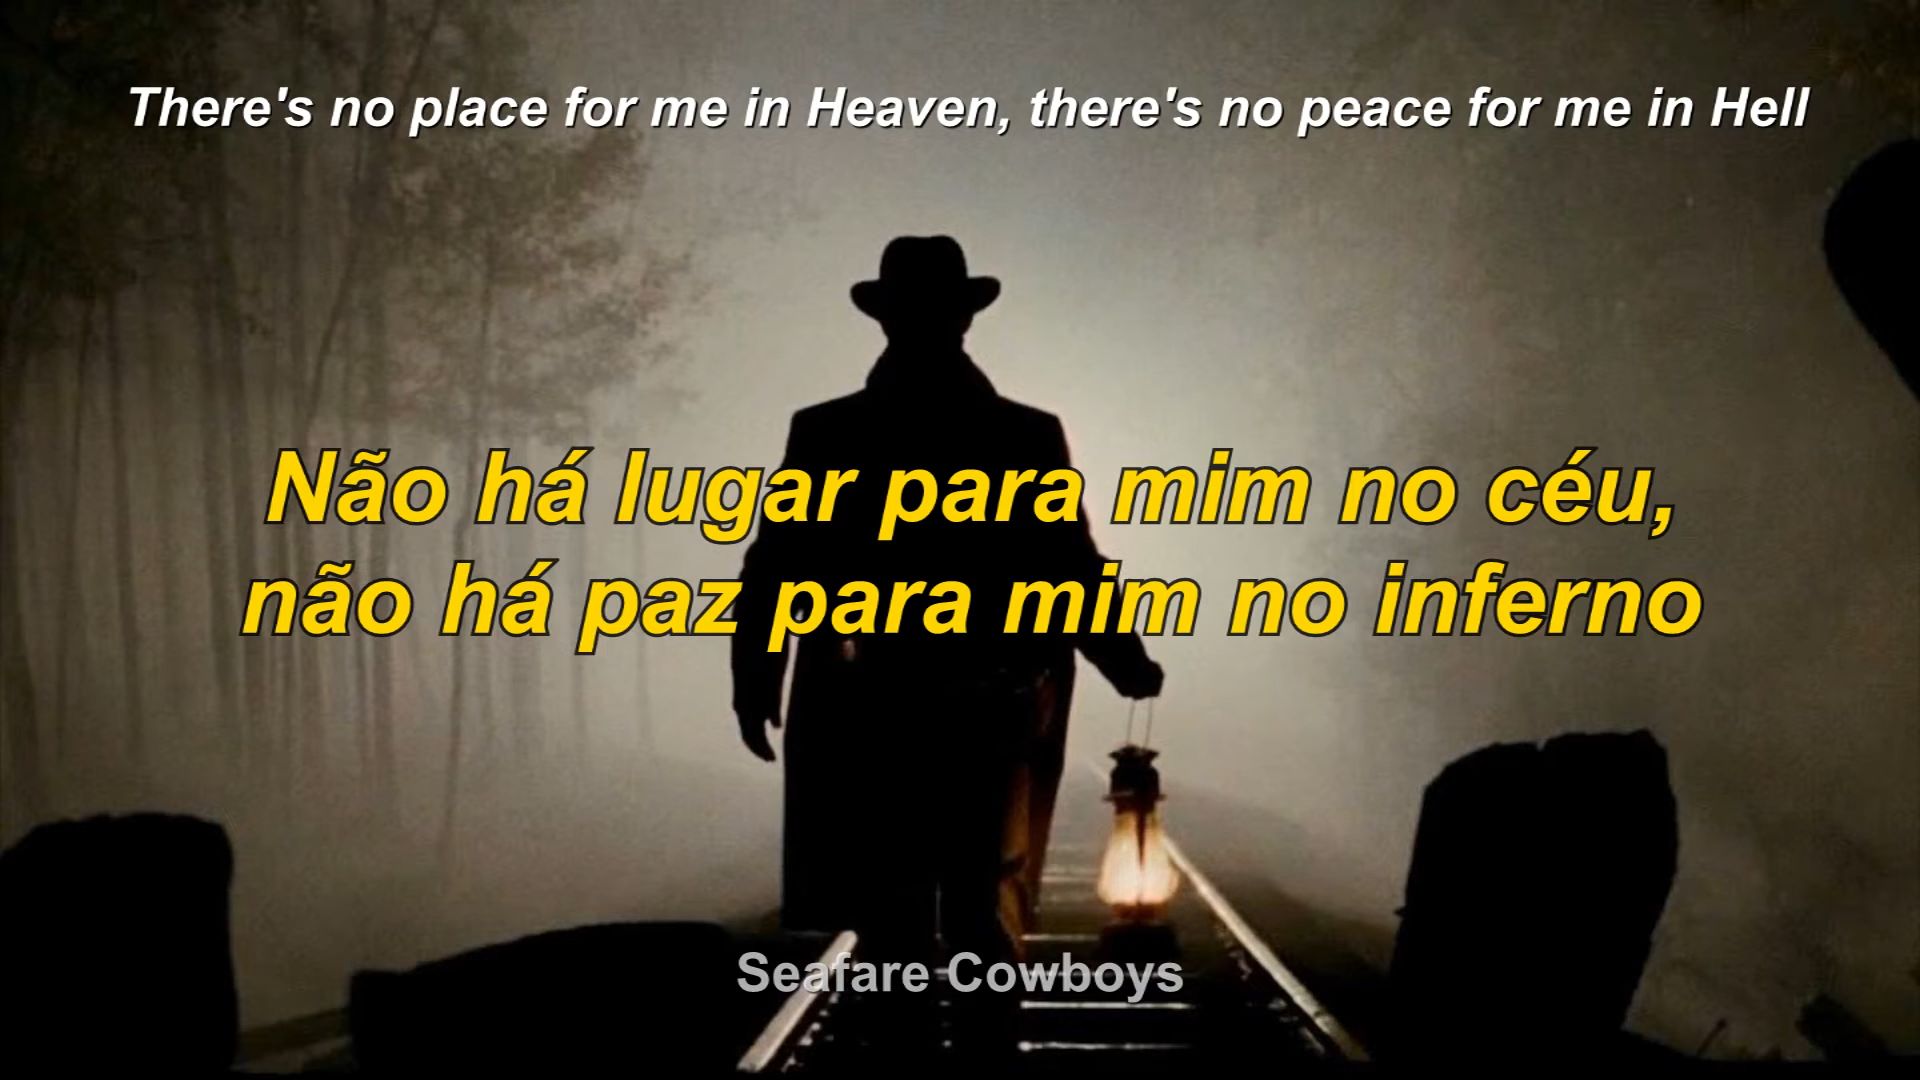 There's no place for me in Heaven, there's no peace for me in Hell
Não há lugar para mim no céu,
não há paz para mim no inferno
Seafare Cowboys